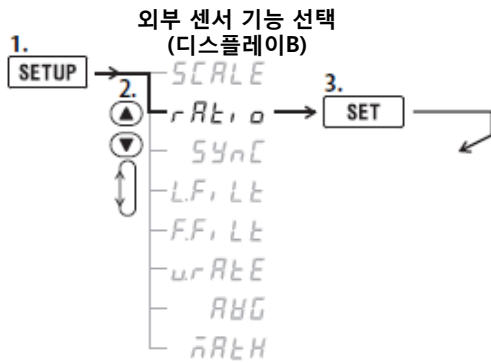 외부 센서 기능 선택
(디스플레이B)
1.
SETUP
2.
SCALE
rAtio
3.
SET
SYnC
L.FiLt
F.FiLt
u.rAtE
AVG
mAtH